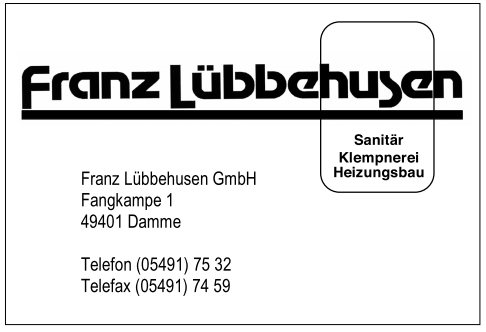 Franz Lübbehusen
Sanitär
Klempnerei
Heizungsbau
Franz Lübbehusen GmbH
Fangkampe 1
49401 Damme
Telefon (05491) 75 32
Telefax (05491) 74 59